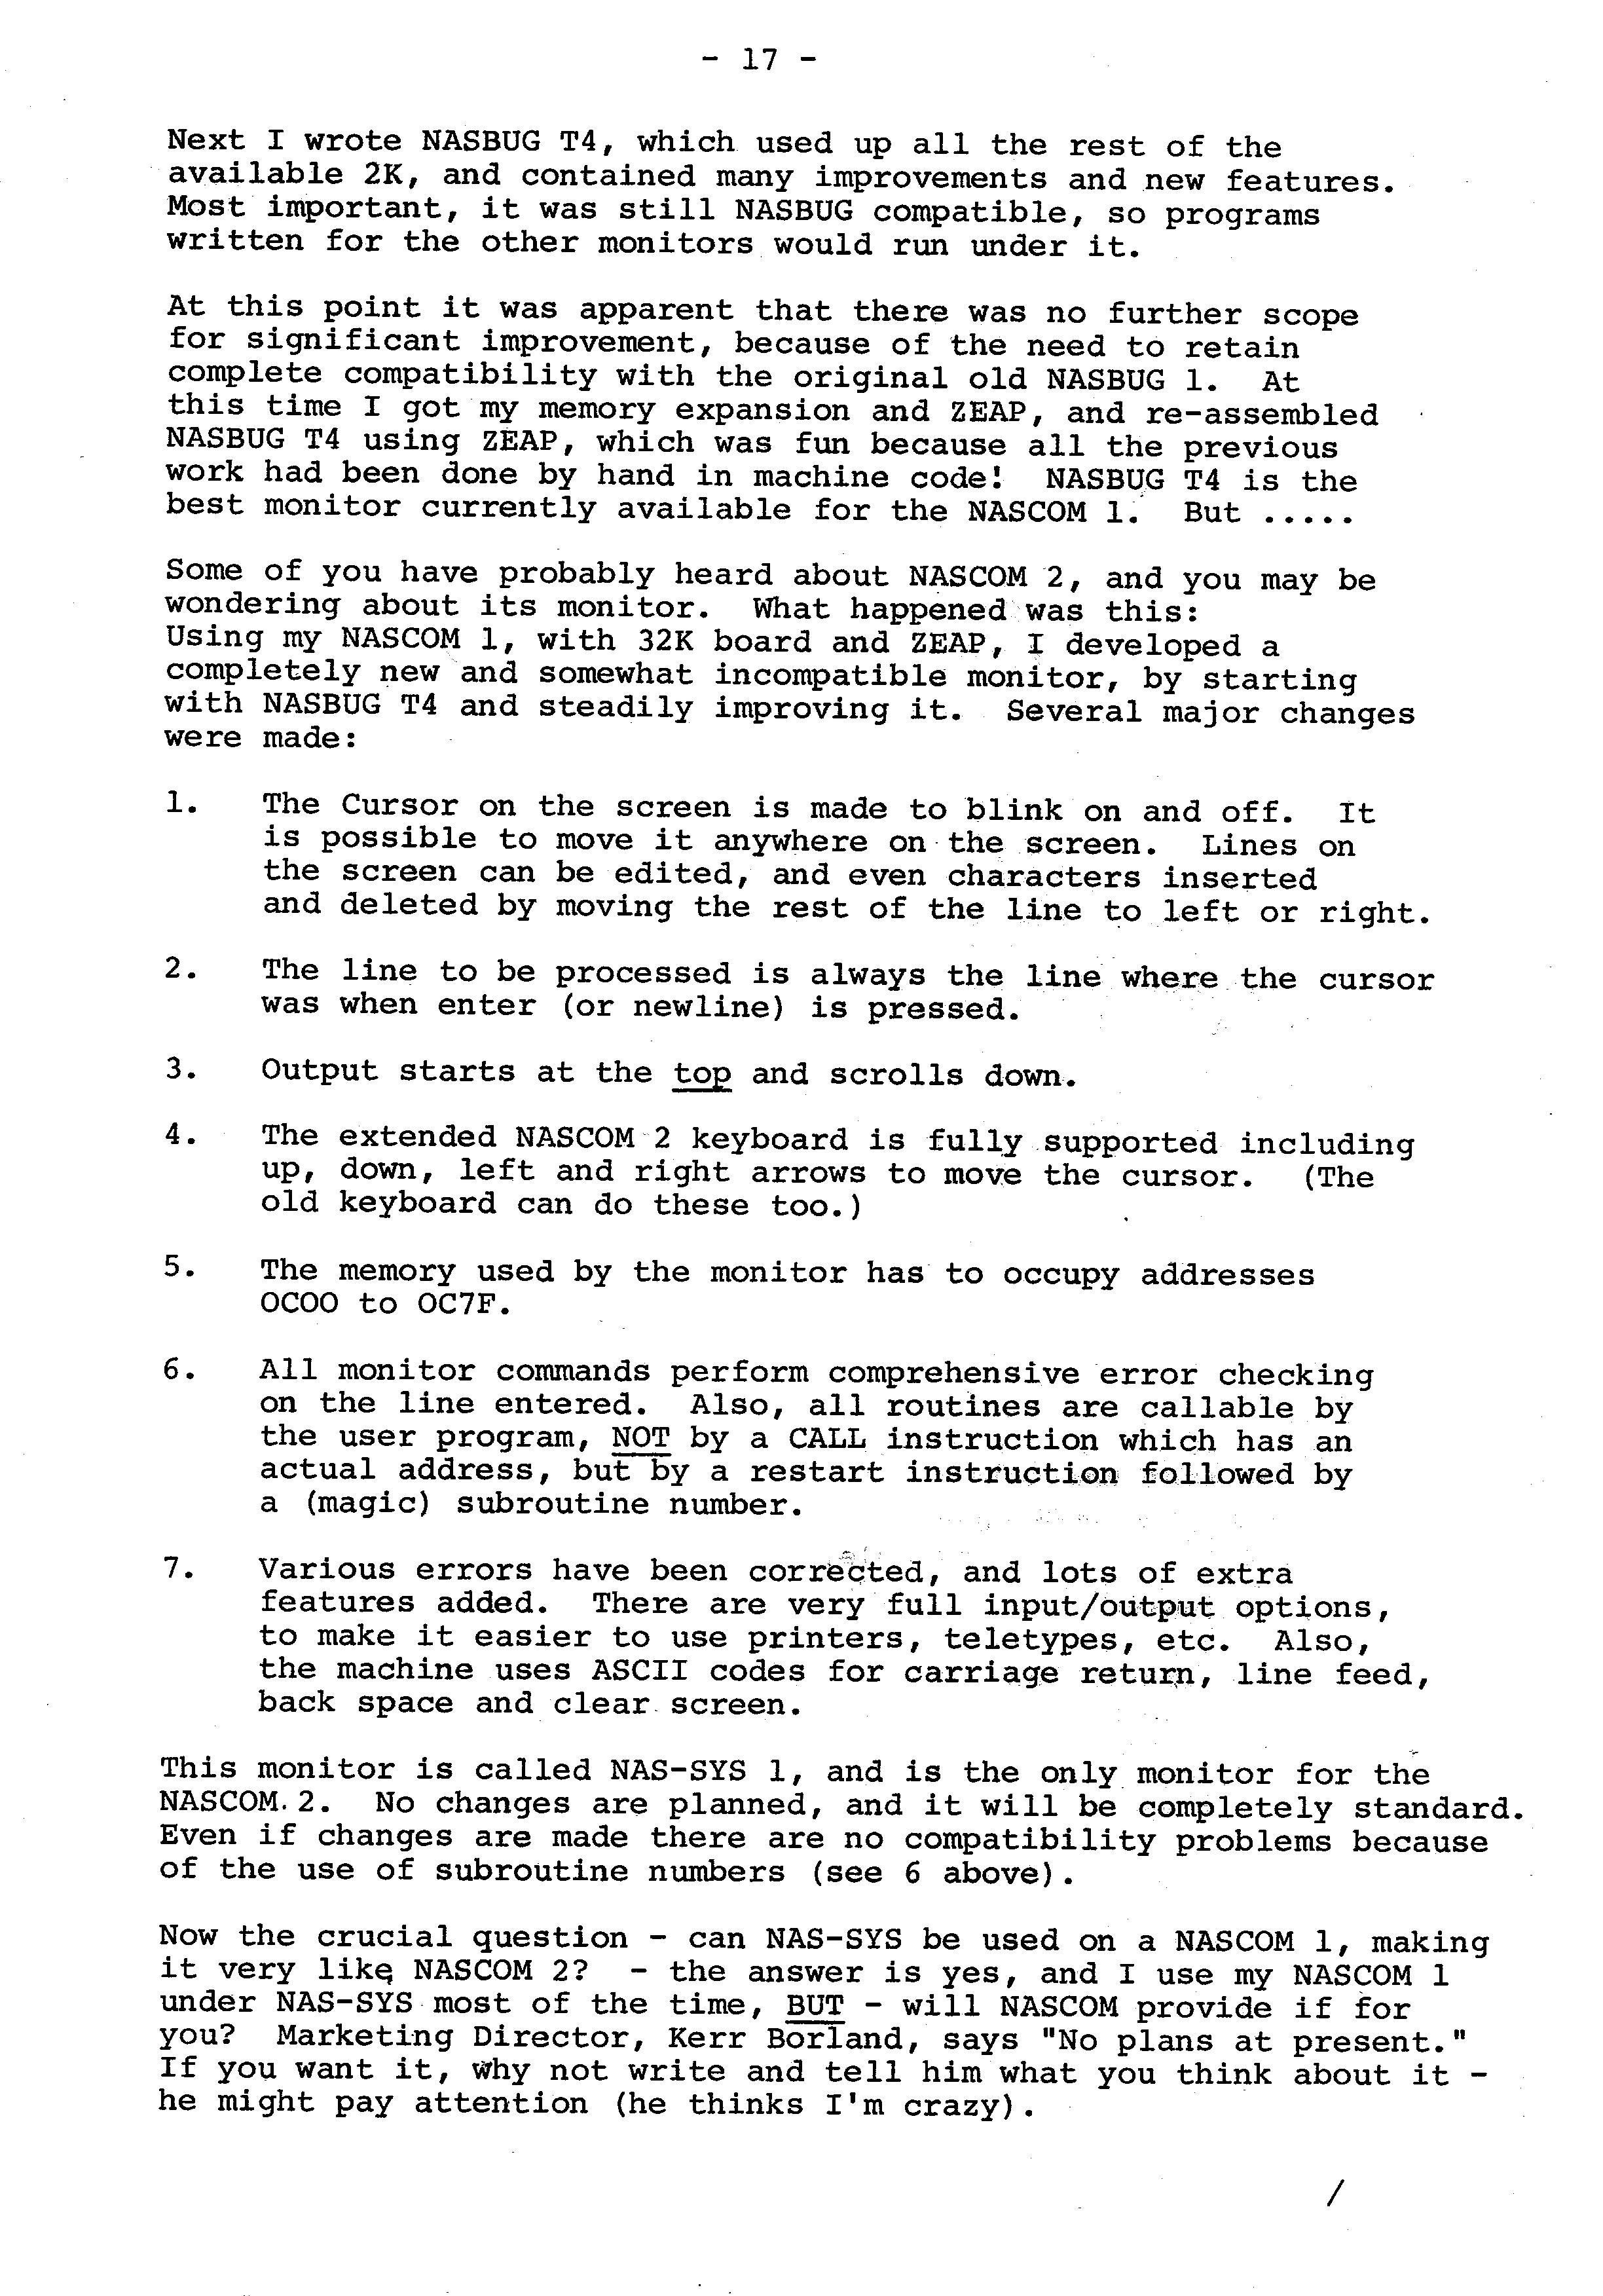 - 17 -
Next I wrote NASBUG T4, which used up all the rest of the
available 2K, and contained many improvements and new features.
Most important, it was still NASBUG compatible, so programs
written for the other monitors would run under it.
At this point it was apparent that there was no further scope
for significant improvement, because of the need to retain
complete compatibility with the original old NASBUG 1.  At
this time I got my memory expansion and ZEAP, and re-assembled
NASBUG T4 using ZEAP, which was fun because all the previous
work had been done by hand in machine code!  NASBUG T4 is the
best monitor currently available for the NASCOM 1.  But .....
Some of you have probably heard about NASCOM 2, and you may be
wondering about its monitor.  What happened was this:
Using my NASCOM 1, with 32K board and ZEAP, I developed a
completely new and somewhat incompatible monitor, by starting
with NASBUG T4 and steadily improving it.  Several major changes
were made:
1. The Cursor on the screen is made to blink on and off.  It
is possible to move it anywhere on the screen.  Lines on
the screen can be edited, and even characters inserted
and deleted by moving the rest of the line to left or right.
2. The line to be processed is always the line where the cursor
was when enter (or newline) is pressed.
3. Output starts at the top and scrolls down.
4. The extended NASCOM 2 keyboard is fully supported including
up, down, left and right arrows to move the cursor.  (The
old keyboard can do these too.)
5. The memory used by the monitor has to occupy addresses
OCOO to OC7F.
6. All monitor commands perform comprehensive error checking
on the line entered.  Also, all routines are callable by
the user program, NOT by a CALL instruction which has an
actual address, but by a restart instruction followed by
a (magic) subroutine number.
7. Various errors have been corrected, and lots of extra
features added.  There are very full input/output options,
to make it easier to use printers, teletypes, etc.  Also,
the machine uses ASCII codes for carriage return, line feed,
back space and clear screen.
This monitor is called NAS-SYS 1, and is the only monitor for the
NASCOM 2.  No changes are planned, and it will be completely standard.
Even if changes are made there are no compatibility problems because
of the use of subroutine numbers (see 6 above).
Now the crucial question - can NAS-SYS be used on a NASCOM 1, making
it very like NASCOM 2?  - the answer is yes, and I use my NASCOM 1
under NAS-SYS most of the time, BUT - will NASCOM provide if for
you?  Marketing Director, Kerr Borland, says "No plans at present."
If you want it, why not write and tell him what you think about it -
he might pay attention (he thinks I'm crazy).
/